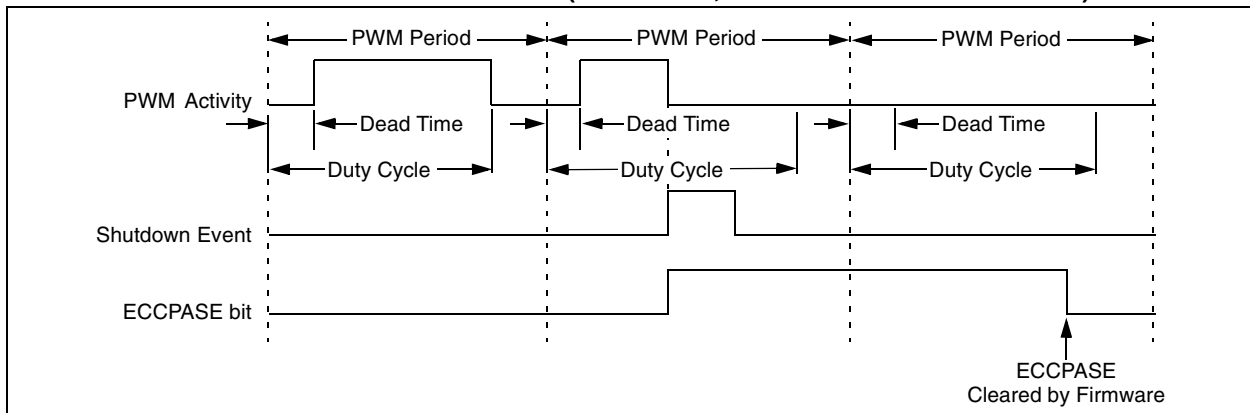 PWM Period PWM Period PWM Period
PWM Activity
Dead Time Dead Time Dead Time
Duty Cycle Duty Cycle Duty Cycle
Shutdown Event
ECCPASE bit
ECCPASE
Cleared by Firmware